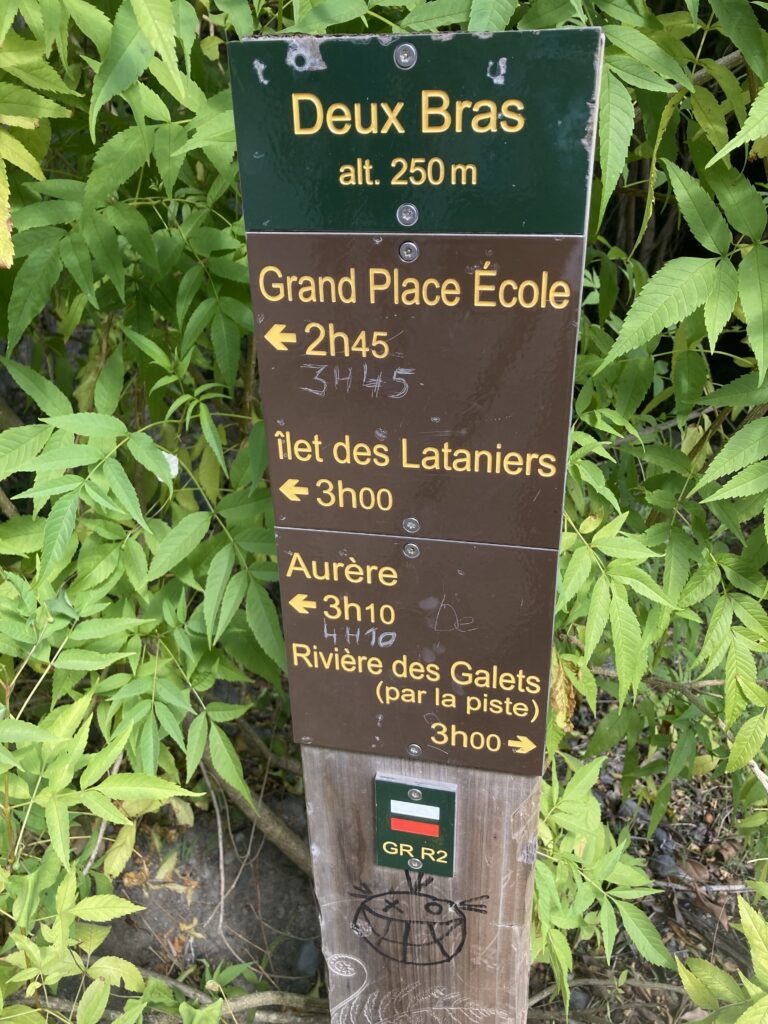 Deux Bras
alt. 250 m
Grand Place École
← 2h45
3H45
îlet des Lataniers
← 3h00
Aurère
← 3h10
4H10
Rivière des Galets
(par la piste)
3h00 →
GR R2